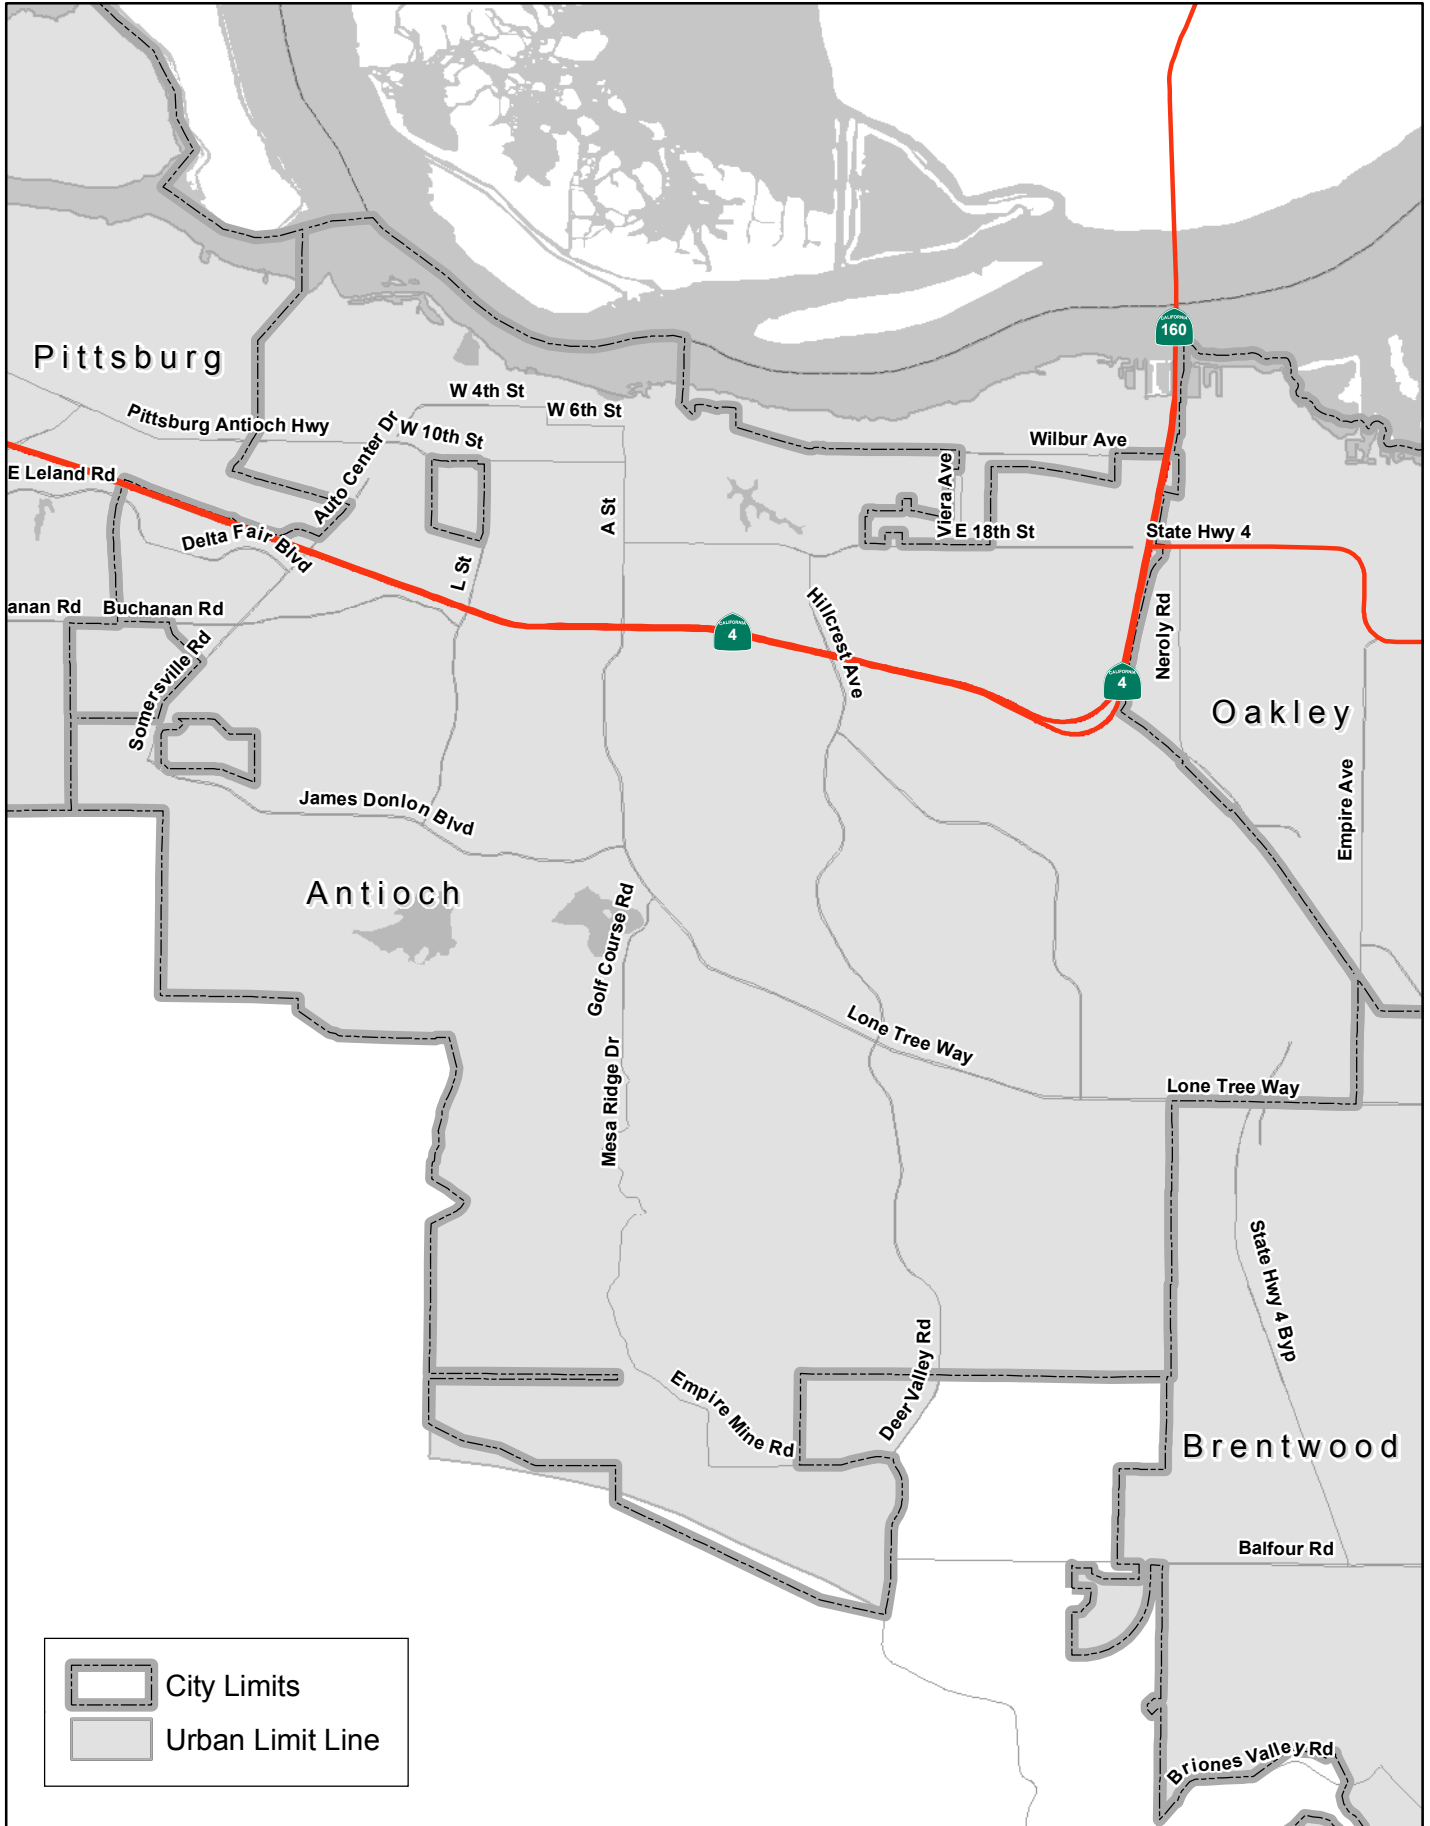 CALIFORNIA
160
Pittsburg
W 4th St
W 6th St
Pittsburg Antioch Hwy
W 10th St
Auto Center Dr
Wilbur Ave
E Leland Rd
Viera Ave
A St
E 18th St
State Hwy 4
Delta Fair Blvd
L St
anan Rd
Buchanan Rd
Hillcrest Ave
CALIFORNIA
4
Neroly Rd
CALIFORNIA
4
Somersville Rd
Oakley
James Donlon Blvd
Empire Ave
Antioch
Golf Course Rd
Lone Tree Way
Mesa Ridge Dr
Lone Tree Way
State Hwy 4 Byp
Empire Mine Rd
Deer Valley Rd
Brentwood
Balfour Rd
City Limits
Urban Limit Line
Briones Valley Rd